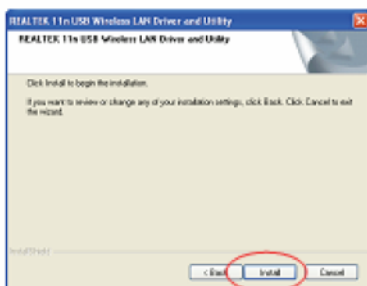 REALTEK 11n USB Wireless LAN Driver and Utility
REALTEK 11n USB Wireless LAN Driver and Utility
Click Install to begin the installation.
If you want to review or change any of your installation settings, click Back. Click Cancel to exit
the wizard.
InstallShield
< Back
Install
Cancel